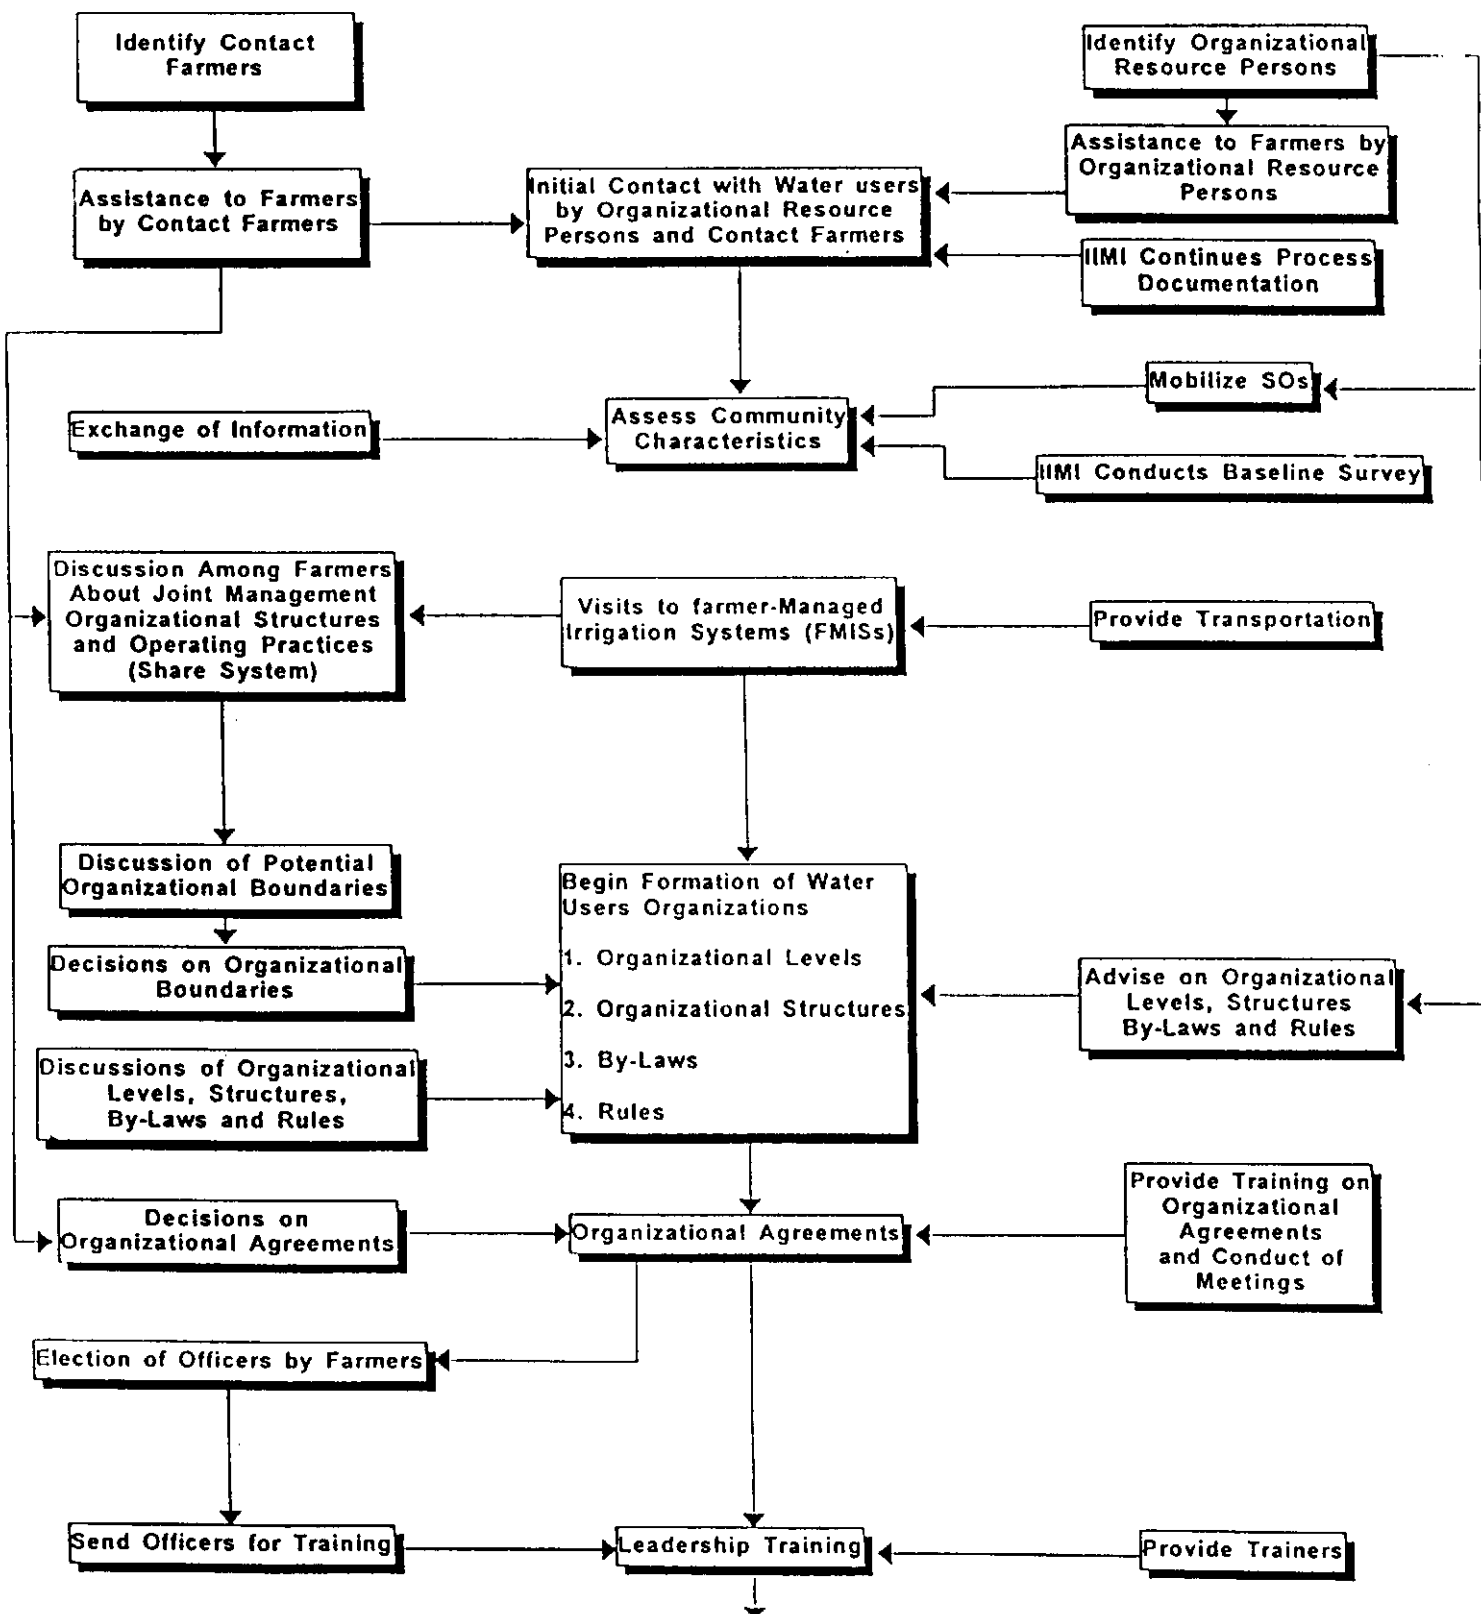 Identify Contact
Farmers
Identify Organizational
Resource Persons
Assistance to Farmers
by Contact Farmers
Initial Contact with Water users
by Organizational Resource
Persons and Contact Farmers
Assistance to Farmers by
Organizational Resource
Persons
IIMI Continues Process
Documentation
Mobilize SOs
Exchange of Information
Assess Community
Characteristics
IIMI Conducts Baseline Survey
Discussion Among Farmers
About Joint Management
Organizational Structures
and Operating Practices
(Share System)
Visits to farmer-Managed
Irrigation Systems (FMISs)
Provide Transportation
Discussion of Potential
Organizational Boundaries
Decisions on Organizational
Boundaries
Discussions of Organizational
Levels, Structures,
By-Laws and Rules
Begin Formation of Water
Users Organizations
1. Organizational Levels
2. Organizational Structures
3. By-Laws
4. Rules
Advise on Organizational
Levels, Structures
By-Laws and Rules
Decisions on
Organizational Agreements
Organizational Agreements
Provide Training on
Organizational
Agreements
and Conduct of
Meetings
Election of Officers by Farmers
Send Officers for Training
Leadership Training
Provide Trainers